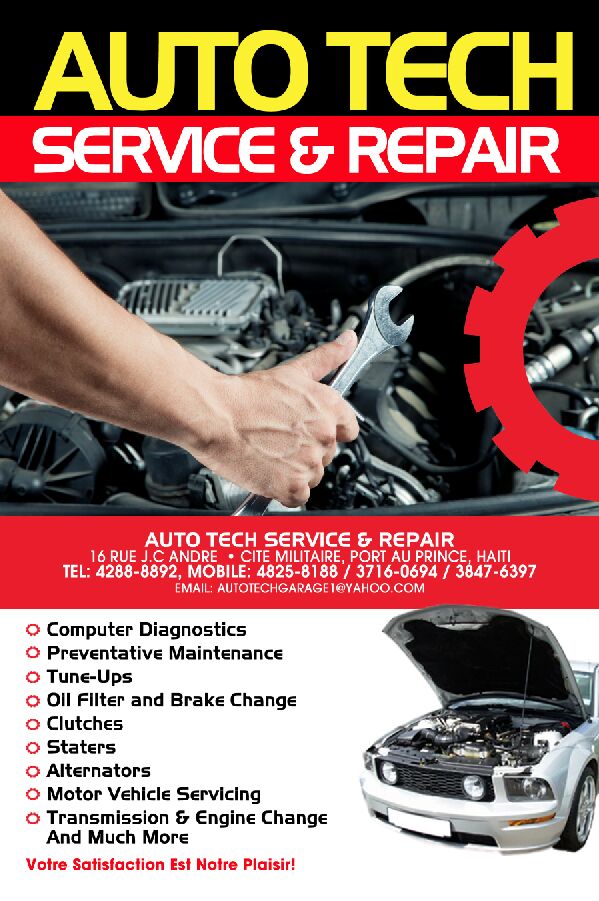 AUTO TECH
SERVICE & REPAIR
AUTO TECH SERVICE & REPAIR
16 RUE J.C ANDRE • CITE MILITAIRE, PORT AU PRINCE, HAITI
TEL: 4288-8892, MOBILE: 4825-8188 / 3716-0694 / 3847-6397
EMAIL: AUTOTECHGARAGE1@YAHOO.COM
Computer Diagnostics
Preventative Maintenance
Tune-Ups
Oil Filter and Brake Change
Clutches
Staters
Alternators
Motor Vehicle Servicing
Transmission & Engine Change
And Much More
Votre Satisfaction Est Notre Plaisir!